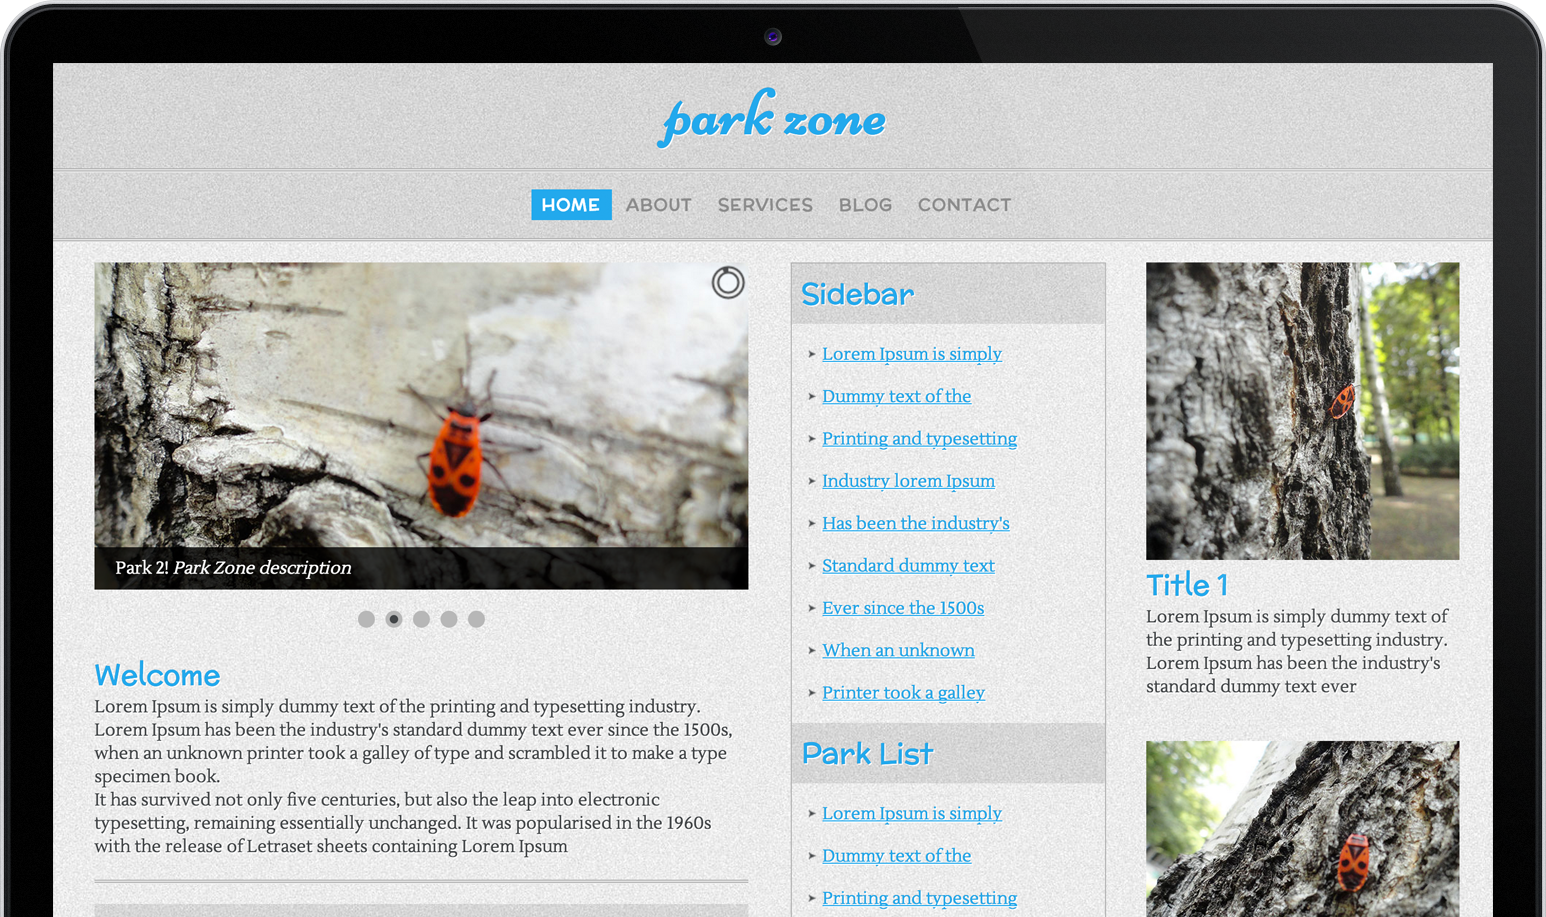 park zone
HOME ABOUT SERVICES BLOG CONTACT
Park 2! Park Zone description
Welcome
Lorem Ipsum is simply dummy text of the printing and typesetting industry.
Lorem Ipsum has been the industry's standard dummy text ever since the 1500s,
when an unknown printer took a galley of type and scrambled it to make a type
specimen book.
It has survived not only five centuries, but also the leap into electronic
typesetting, remaining essentially unchanged. It was popularised in the 1960s
with the release of Letraset sheets containing Lorem Ipsum
Sidebar
Lorem Ipsum is simply
Dummy text of the
Printing and typesetting
Industry lorem Ipsum
Has been the industry's
Standard dummy text
Ever since the 1500s
When an unknown
Printer took a galley
Park List
Lorem Ipsum is simply
Dummy text of the
Printing and typesetting
Title 1
Lorem Ipsum is simply dummy text of
the printing and typesetting industry.
Lorem Ipsum has been the industry's
standard dummy text ever